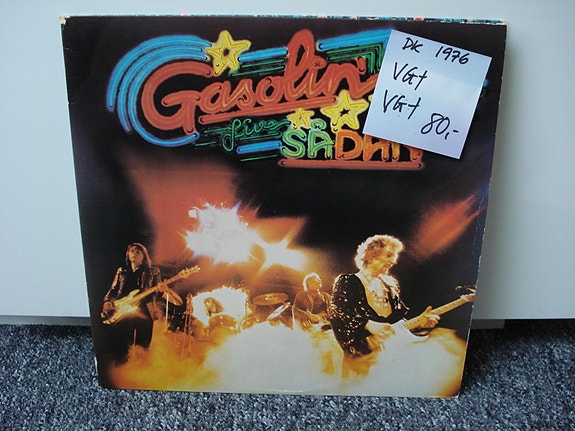 Gasolin'
live
SÅDAN
DK 1976
VG+
VG+ 80,-